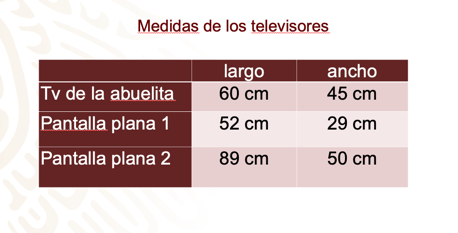 Medidas de los televisores
largo ancho
Tv de la abuelita 60 cm 45 cm
Pantalla plana 1 52 cm 29 cm
Pantalla plana 2 89 cm 50 cm